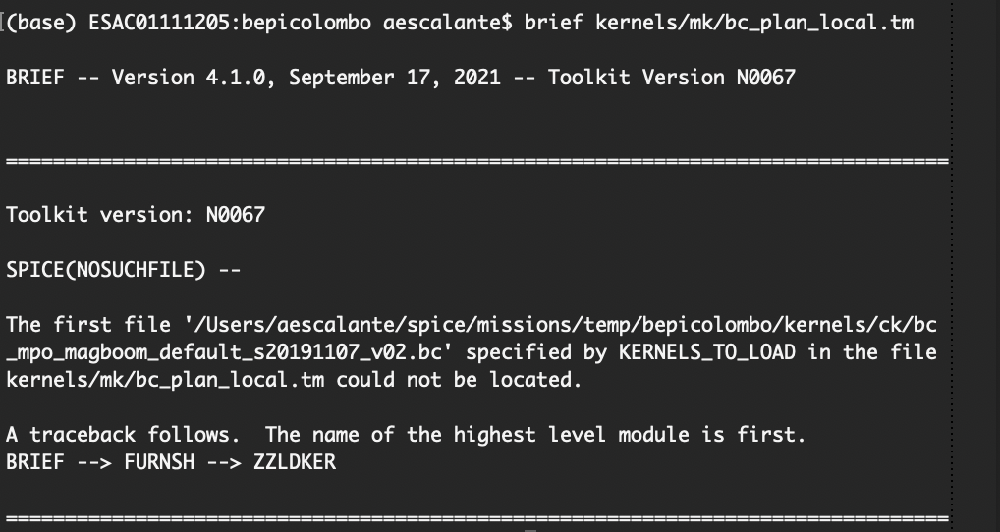 [(base) ESAC01111205:bepicolombo aescalante$ brief kernels/mk/bc_plan_local.tm
BRIEF -- Version 4.1.0, September 17, 2021 -- Toolkit Version N0067
================================================================================
Toolkit version: N0067
SPICE(NOSUCHFILE) --
The first file '/Users/aescalante/spice/missions/temp/bepicolombo/kernels/ck/bc
_mpo_magboom_default_s20191107_v02.bc' specified by KERNELS_TO_LOAD in the file
kernels/mk/bc_plan_local.tm could not be located.
A traceback follows.  The name of the highest level module is first.
BRIEF --> FURNSH --> ZZLDKER
================================================================================